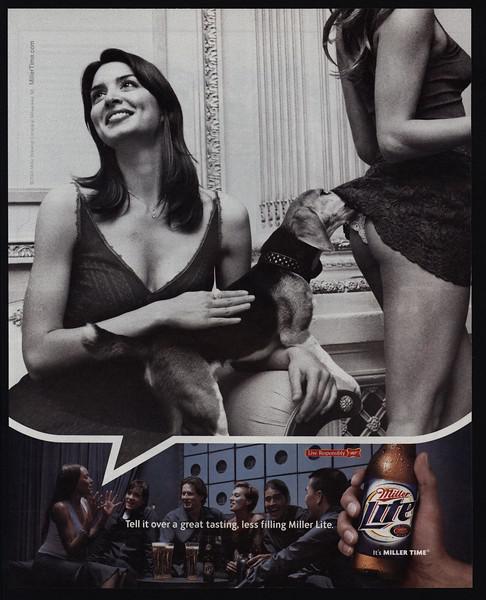 MillerTime.com
Live Responsibly
Tell it over a great tasting, less filling Miller Lite.
Miller
Lite
It's MILLER TIME®